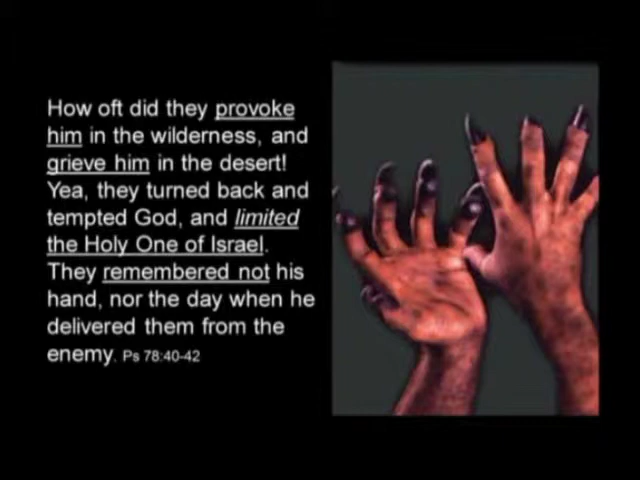 How oft did they provoke
him in the wilderness, and
grieve him in the desert!
Yea, they turned back and
tempted God, and limited
the Holy One of Israel.
They remembered not his
hand, nor the day when he
delivered them from the
enemy. Ps 78:40-42